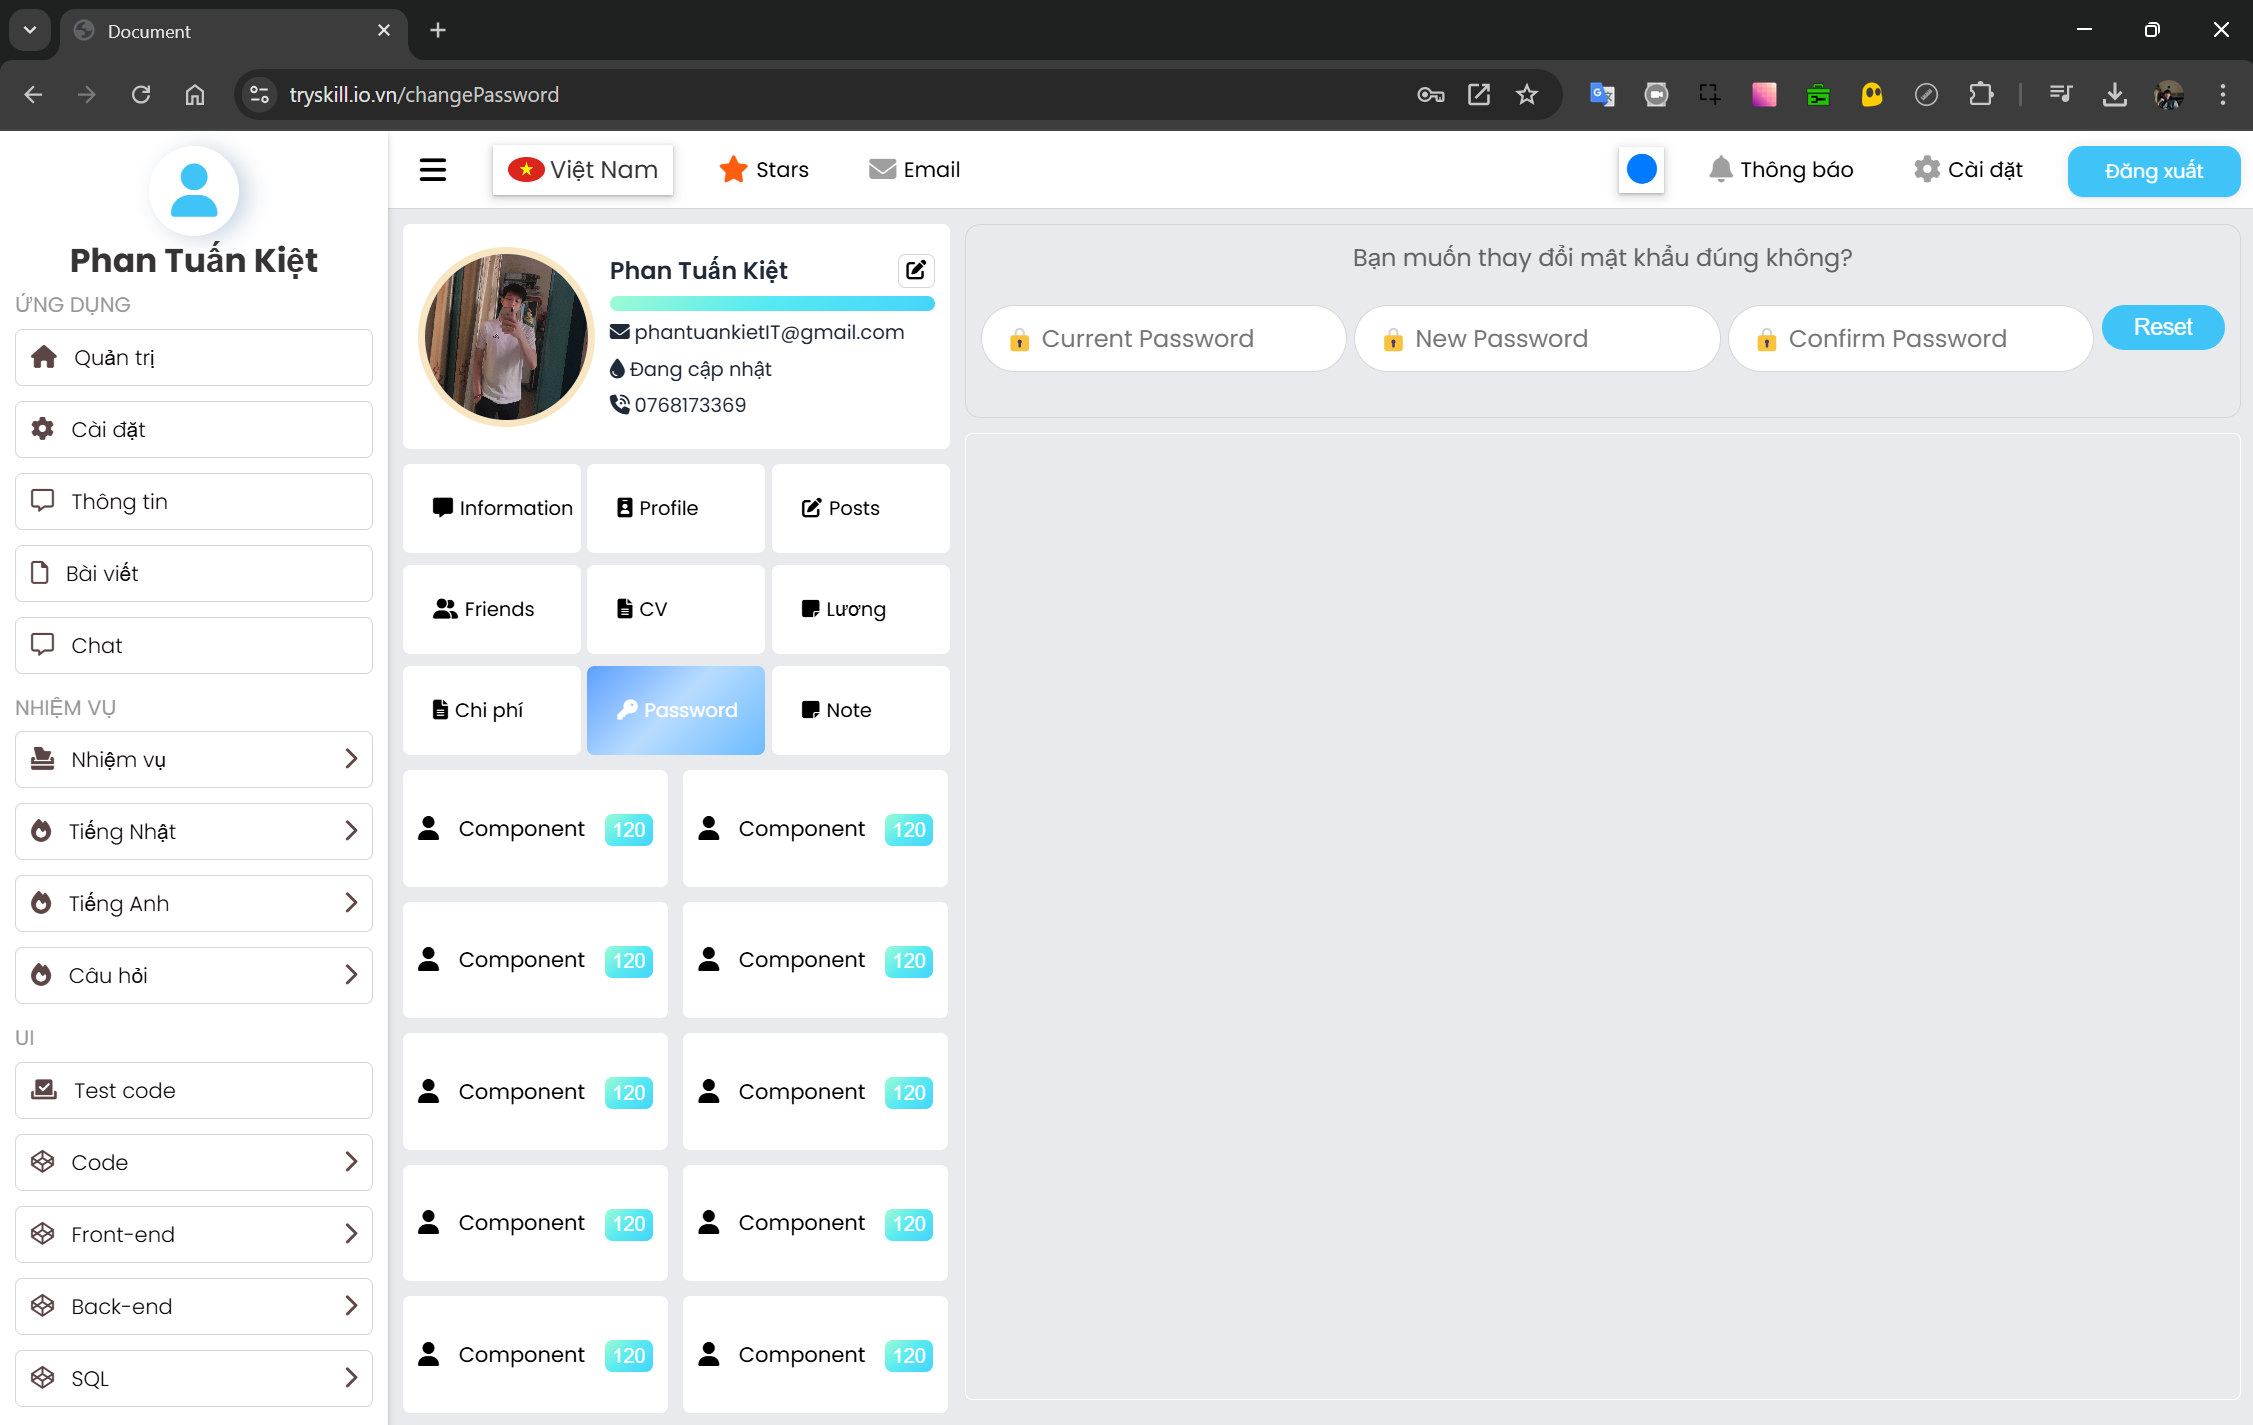 Document
tryskill.io.vn/changePassword
Phan Tuấn Kiệt
ỨNG DỤNG
Quản trị
Cài đặt
Thông tin
Bài viết
Chat
NHIỆM VỤ
Nhiệm vụ
Tiếng Nhật
Tiếng Anh
Câu hỏi
UI
Test code
Code
Front-end
Back-end
SQL
Việt Nam
Stars
Email
Thông báo
Cài đặt
Đăng xuất
Phan Tuấn Kiệt
phantuankietIT@gmail.com
Đang cập nhật
0768173369
Information
Profile
Posts
Friends
CV
Lương
Chi phí
Password
Note
Component 120
Component 120
Component 120
Component 120
Component 120
Component 120
Component 120
Component 120
Component 120
Component 120
Bạn muốn thay đổi mật khẩu đúng không?
Current Password
New Password
Confirm Password
Reset